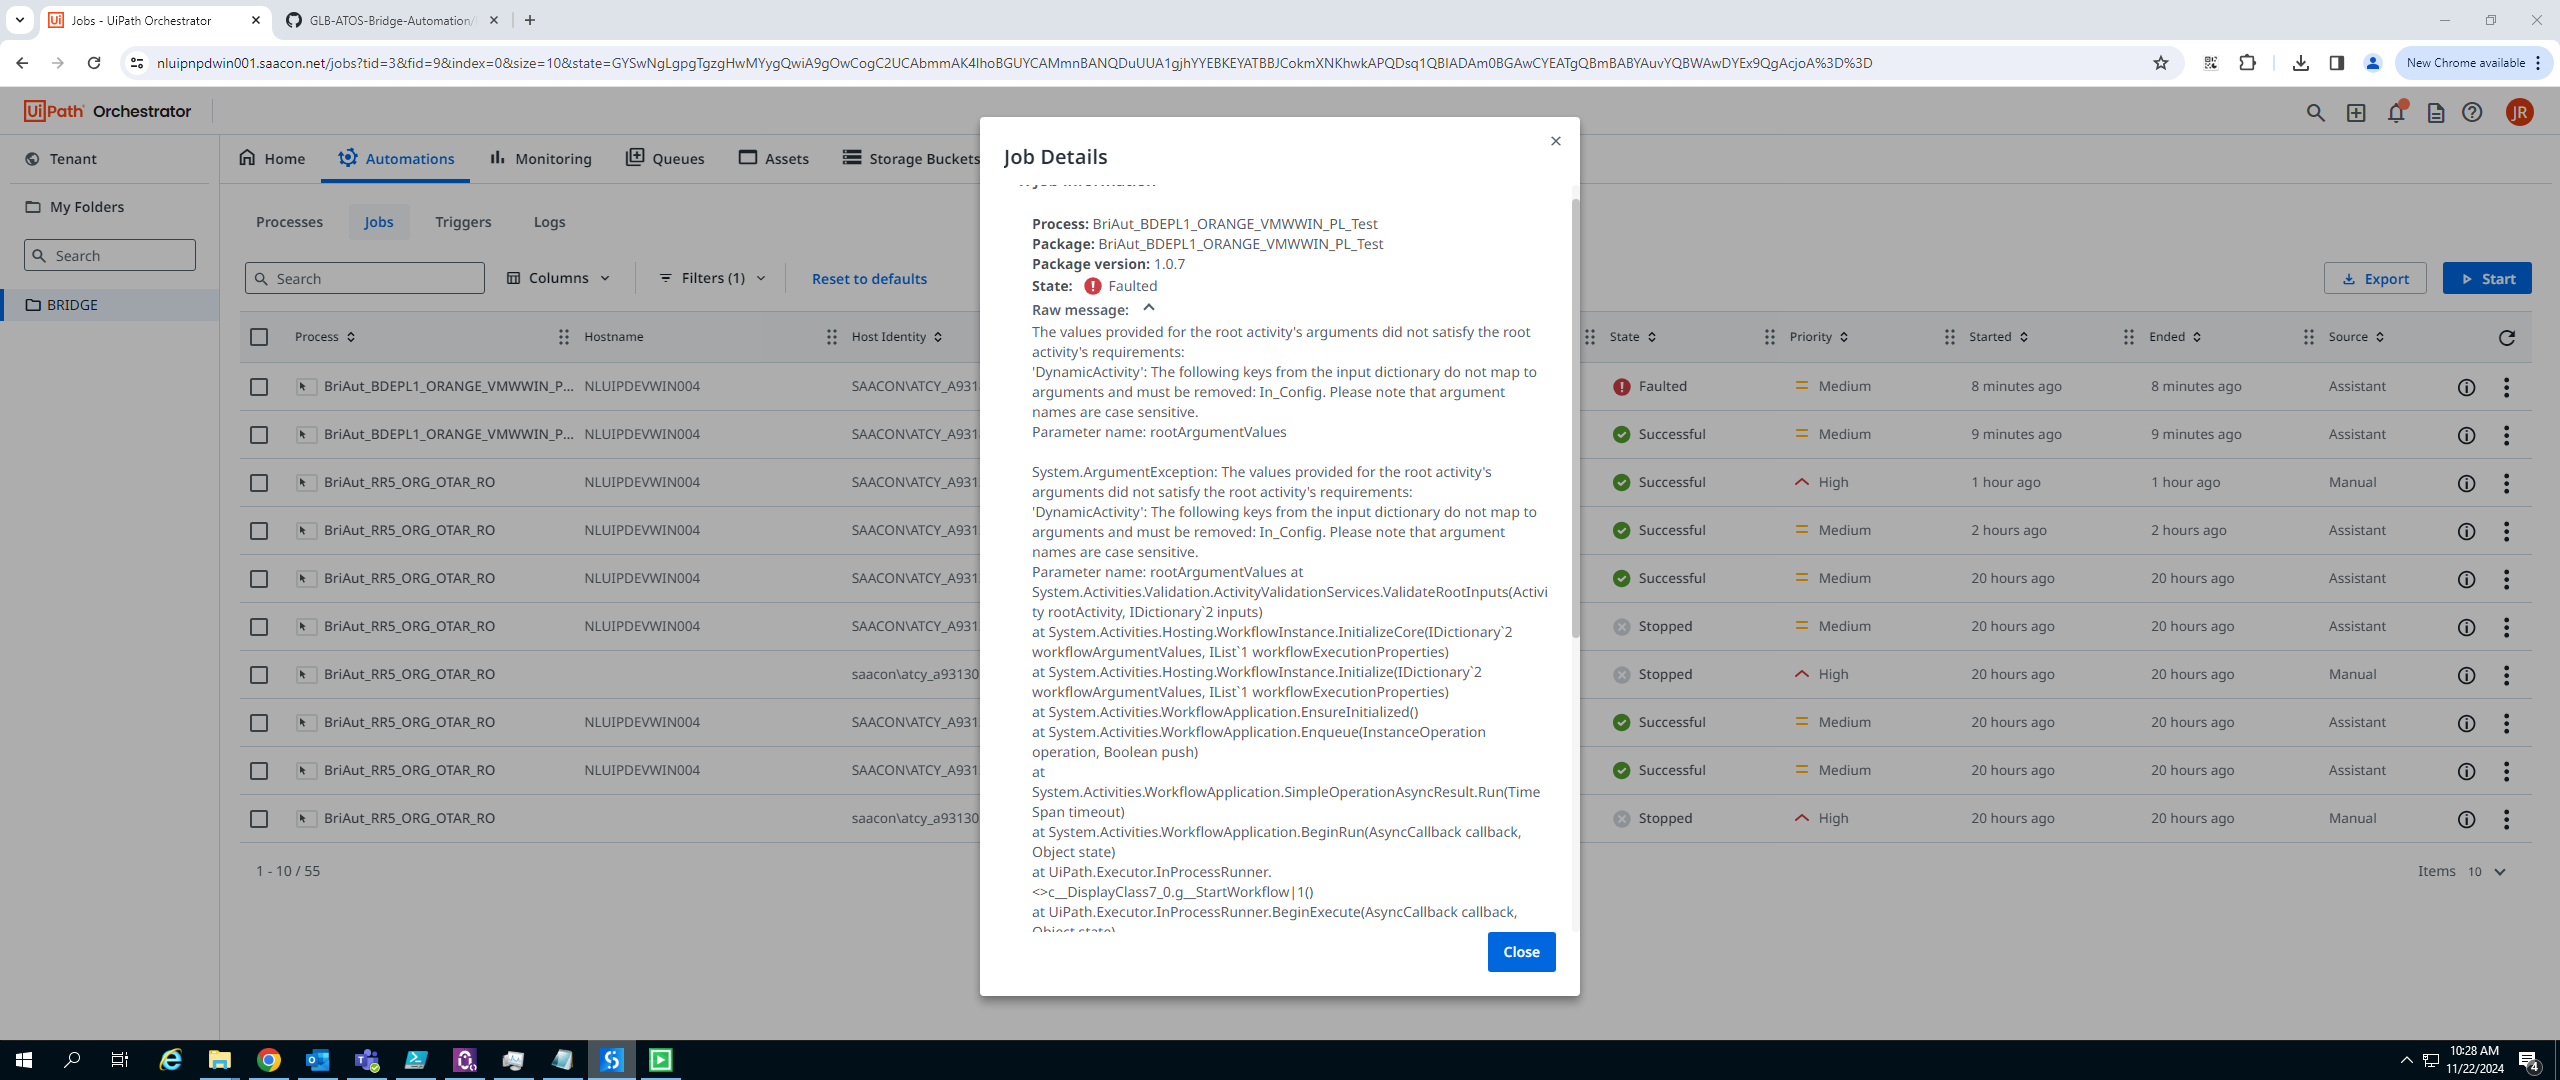 Jobs - UiPath Orchestrator
GLB-ATOS-Bridge-Automation/
nluipnpdwin001.saacon.net/jobs?tid=3&fid=9&index=0&size=10&state=
New Chrome available
UiPath Orchestrator
JR
Tenant
My Folders
Search
BRIDGE
Home
Automations
Monitoring
Queues
Assets
Storage Buckets
Processes
Jobs
Triggers
Logs
Search
Columns
Filters (1)
Reset to defaults
Export
Start
Process Hostname Host Identity State Priority Started Ended Source
BriAut_BDEPL1_ORANGE_VMWWIN_P... NLUIPDEVWIN004 SAACON\ATCY_A931 Faulted Medium 8 minutes ago 8 minutes ago Assistant
BriAut_BDEPL1_ORANGE_VMWWIN_P... NLUIPDEVWIN004 SAACON\ATCY_A931 Successful Medium 9 minutes ago 9 minutes ago Assistant
BriAut_RR5_ORG_OTAR_RO NLUIPDEVWIN004 SAACON\ATCY_A931 Successful High 1 hour ago 1 hour ago Manual
BriAut_RR5_ORG_OTAR_RO NLUIPDEVWIN004 SAACON\ATCY_A931 Successful Medium 2 hours ago 2 hours ago Assistant
BriAut_RR5_ORG_OTAR_RO NLUIPDEVWIN004 SAACON\ATCY_A931 Successful Medium 20 hours ago 20 hours ago Assistant
BriAut_RR5_ORG_OTAR_RO NLUIPDEVWIN004 SAACON\ATCY_A931 Stopped Medium 20 hours ago 20 hours ago Assistant
BriAut_RR5_ORG_OTAR_RO saacon\atcy_a93130 Stopped High 20 hours ago 20 hours ago Manual
BriAut_RR5_ORG_OTAR_RO NLUIPDEVWIN004 SAACON\ATCY_A931 Successful Medium 20 hours ago 20 hours ago Assistant
BriAut_RR5_ORG_OTAR_RO NLUIPDEVWIN004 SAACON\ATCY_A931 Successful Medium 20 hours ago 20 hours ago Assistant
BriAut_RR5_ORG_OTAR_RO saacon\atcy_a93130 Stopped High 20 hours ago 20 hours ago Manual
1 - 10 / 55
Items 10
Job Details
Process: BriAut_BDEPL1_ORANGE_VMWWIN_PL_Test
Package: BriAut_BDEPL1_ORANGE_VMWWIN_PL_Test
Package version: 1.0.7
State: Faulted
Raw message:
The values provided for the root activity's arguments did not satisfy the root
activity's requirements:
'DynamicActivity': The following keys from the input dictionary do not map to
arguments and must be removed: In_Config. Please note that argument
names are case sensitive.
Parameter name: rootArgumentValues
System.ArgumentException: The values provided for the root activity's
arguments did not satisfy the root activity's requirements:
'DynamicActivity': The following keys from the input dictionary do not map to
arguments and must be removed: In_Config. Please note that argument
names are case sensitive.
Parameter name: rootArgumentValues at
System.Activities.Validation.ActivityValidationServices.ValidateRootInputs(Activi
ty rootActivity, IDictionary`2 inputs)
at System.Activities.Hosting.WorkflowInstance.InitializeCore(IDictionary`2
workflowArgumentValues, IList`1 workflowExecutionProperties)
at System.Activities.Hosting.WorkflowInstance.Initialize(IDictionary`2
workflowArgumentValues, IList`1 workflowExecutionProperties)
at System.Activities.WorkflowApplication.EnsureInitialized()
at System.Activities.WorkflowApplication.Enqueue(InstanceOperation
operation, Boolean push)
at
System.Activities.WorkflowApplication.SimpleOperationAsyncResult.Run(Time
Span timeout)
at System.Activities.WorkflowApplication.BeginRun(AsyncCallback callback,
Object state)
at UiPath.Executor.InProcessRunner.
<>c__DisplayClass7_0.g__StartWorkflow|1()
at UiPath.Executor.InProcessRunner.BeginExecute(AsyncCallback callback,
Object state)
Close
10:28 AM
11/22/2024
4